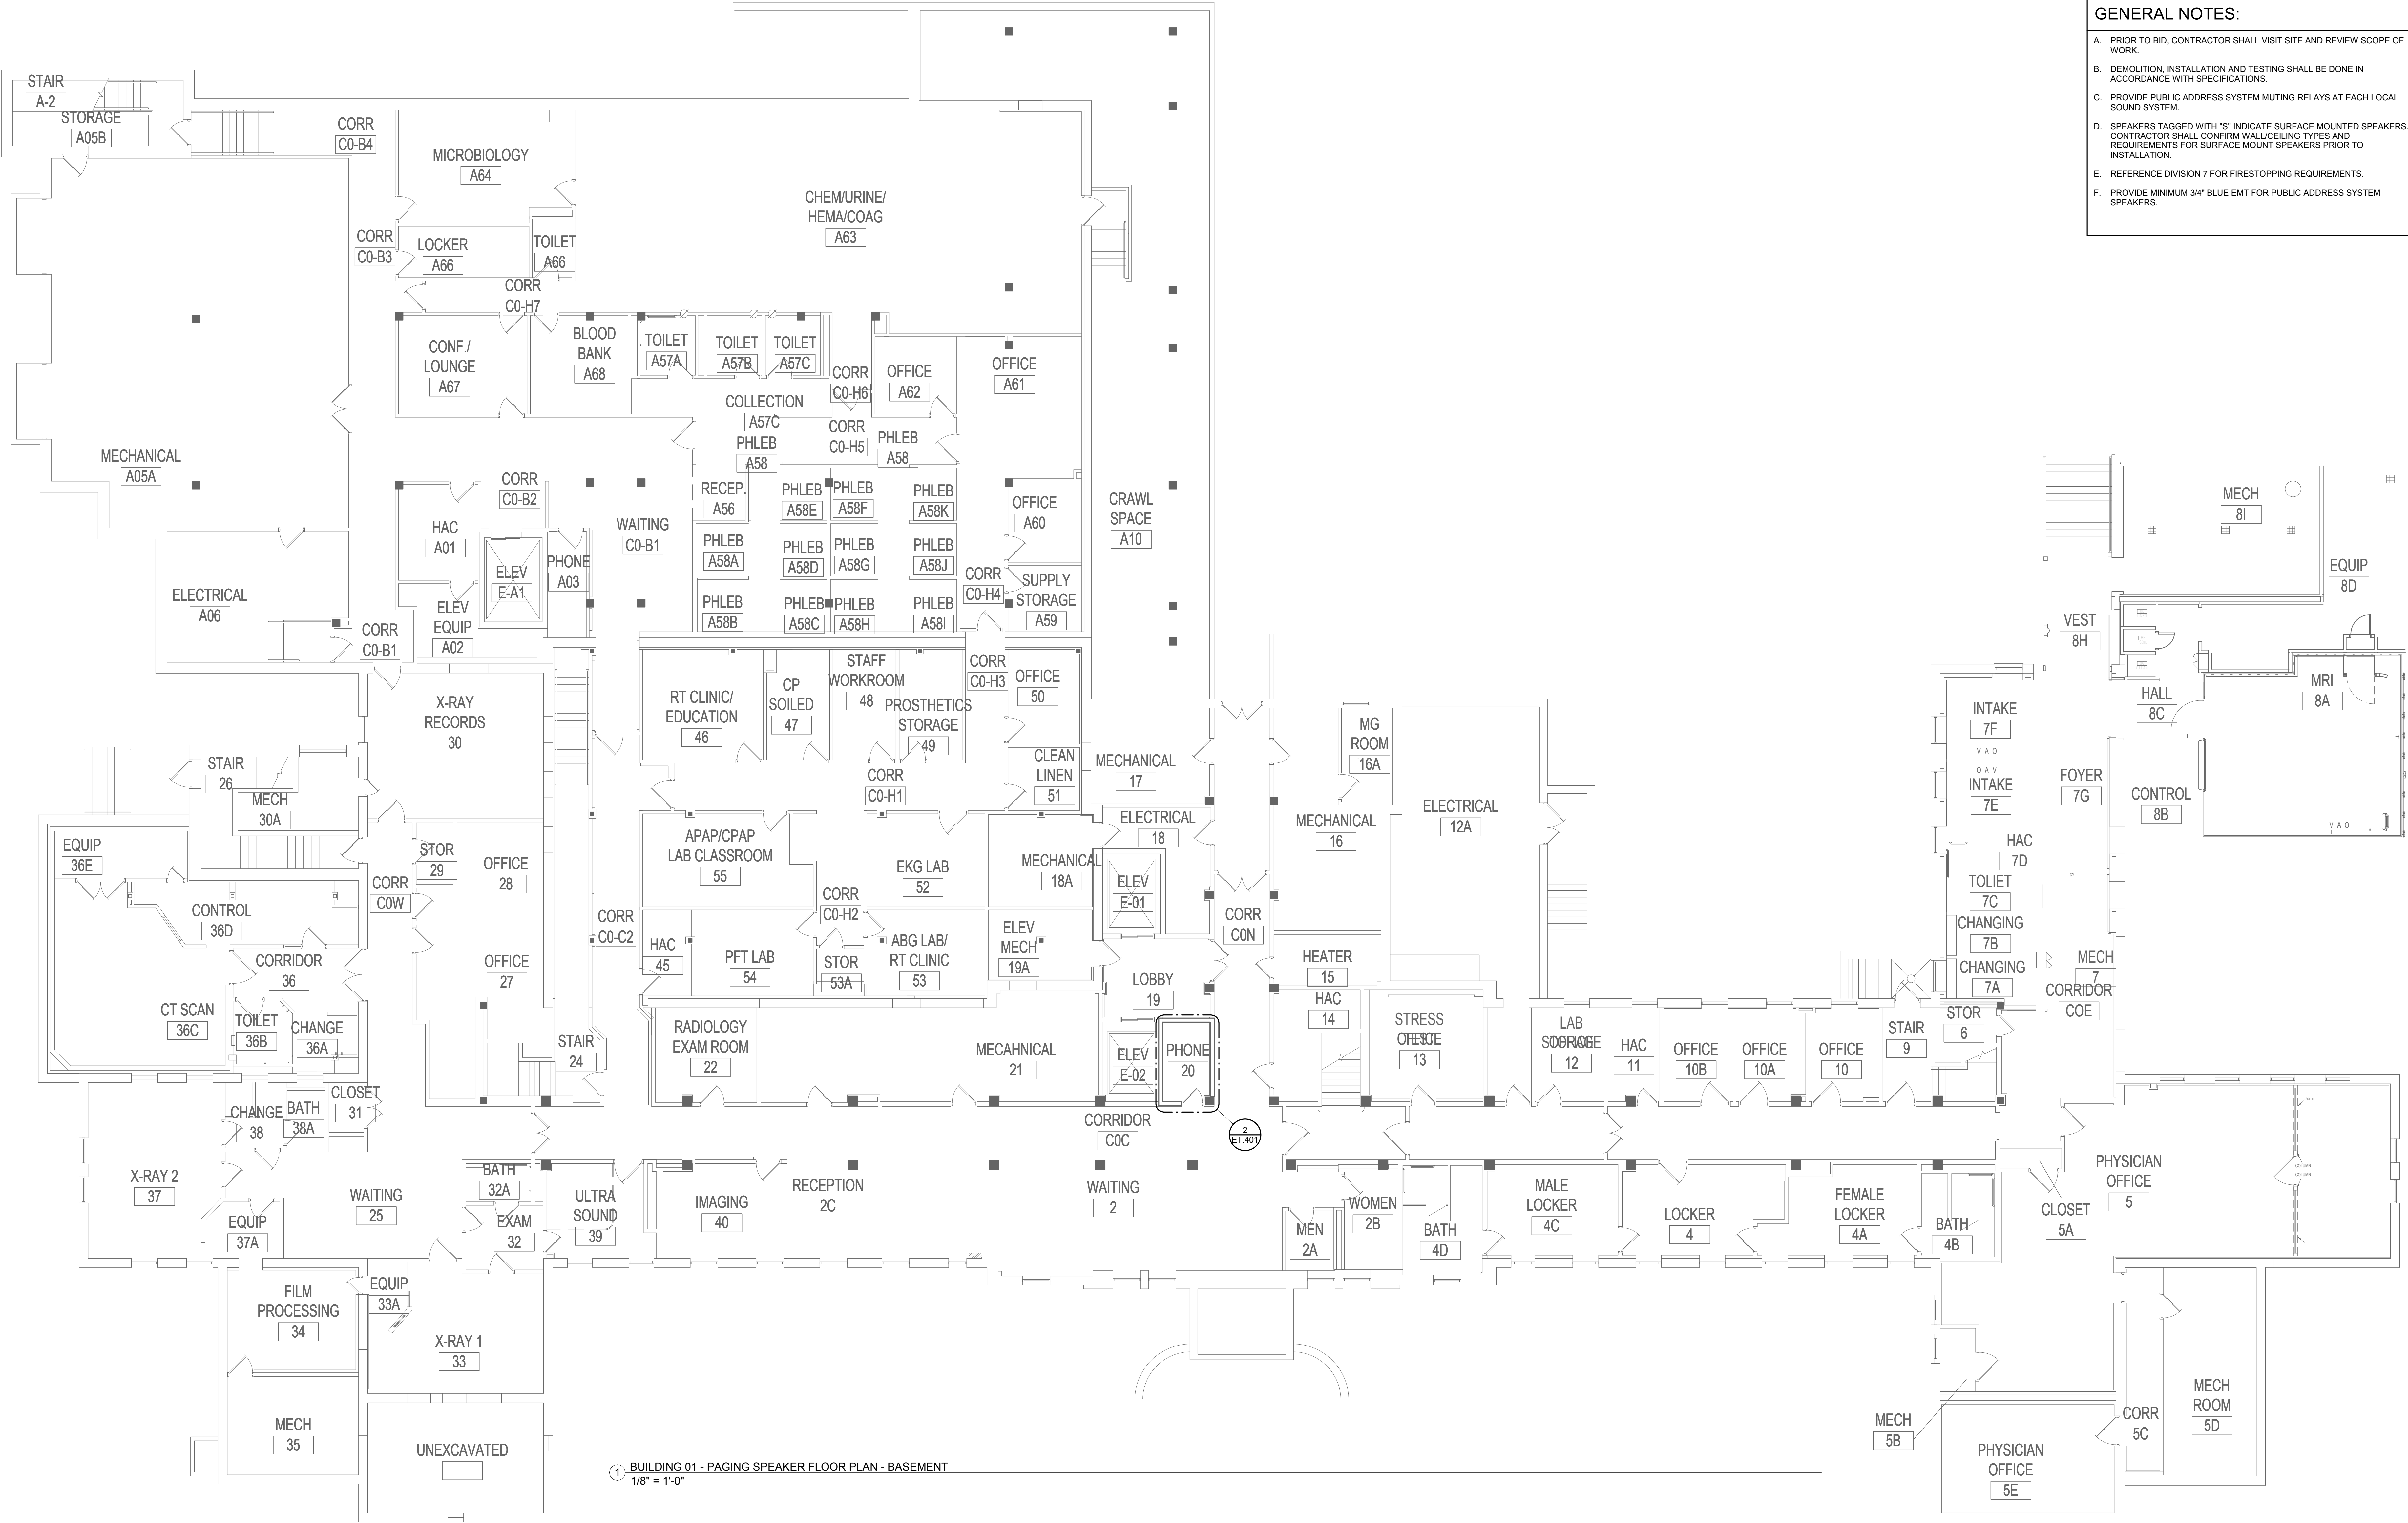 GENERAL NOTES:
A. PRIOR TO BID, CONTRACTOR SHALL VISIT SITE AND REVIEW SCOPE OF
WORK.
B. DEMOLITION, INSTALLATION AND TESTING SHALL BE DONE IN
ACCORDANCE WITH SPECIFICATIONS.
C. PROVIDE PUBLIC ADDRESS SYSTEM MUTING RELAYS AT EACH LOCAL
SOUND SYSTEM.
D. SPEAKERS TAGGED WITH "S" INDICATE SURFACE MOUNTED SPEAKERS.
CONTRACTOR SHALL CONFIRM WALL/CEILING TYPES AND
REQUIREMENTS FOR SURFACE MOUNT SPEAKERS PRIOR TO
INSTALLATION.
E. REFERENCE DIVISION 7 FOR FIRESTOPPING REQUIREMENTS.
F. PROVIDE MINIMUM 3/4" BLUE EMT FOR PUBLIC ADDRESS SYSTEM
SPEAKERS.
STAIR
A-2
STORAGE
A05B
CORR
C0-B4
MICROBIOLOGY
A64
CHEM/URINE/
HEMA/COAG
A63
CORR
C0-B3
LOCKER
A66
TOILET
A66
CORR
C0-H7
CONF./
LOUNGE
A67
BLOOD
BANK
A68
TOILET
A57A
TOILET
A57B
TOILET
A57C
CORR
C0-H6
OFFICE
A62
OFFICE
A61
COLLECTION
A57C
CORR
C0-H5
PHLEB
A58
PHLEB
A58
MECHANICAL
A05A
CORR
C0-B2
RECEP.
A56
PHLEB
A58E
PHLEB
A58F
PHLEB
A58K
OFFICE
A60
CRAWL
SPACE
A10
HAC
A01
WAITING
C0-B1
PHLEB
A58A
PHLEB
A58D
PHLEB
A58G
PHLEB
A58J
ELEV
E-A1
PHONE
A03
CORR
C0-H4
SUPPLY
STORAGE
A59
ELECTRICAL
A06
ELEV
EQUIP
A02
CORR
C0-B1
PHLEB
A58B
PHLEB
A58C
PHLEB
A58H
PHLEB
A58I
MECH
8I
EQUIP
8D
VEST
8H
HALL
8C
MRI
8A
X-RAY
RECORDS
30
RT CLINIC/
EDUCATION
46
CP
SOILED
47
STAFF
WORKROOM
48
PROSTHETICS
STORAGE
49
CORR
C0-H3
OFFICE
50
CLEAN
LINEN
51
MECHANICAL
17
MG
ROOM
16A
INTAKE
7F
V A O
O A V
INTAKE
7E
FOYER
7G
CONTROL
8B
V A O
STAIR
26
MECH
30A
CORR
C0-H1
ELECTRICAL
18
MECHANICAL
16
ELECTRICAL
12A
EQUIP
36E
STOR
29
OFFICE
28
CORR
C0W
APAP/CPAP
LAB CLASSROOM
55
EKG LAB
52
MECHANICAL
18A
ELEV
E-01
HAC
7D
TOLIET
7C
CHANGING
7B
CHANGING
7A
MECH
7
CORRIDOR
COE
CONTROL
36D
CORR
C0-C2
CORR
C0-H2
CORR
C0N
CORRIDOR
36
OFFICE
27
HAC
45
PFT LAB
54
STOR
53A
ABG LAB/
RT CLINIC
53
ELEV
MECH
19A
LOBBY
19
HEATER
15
HAC
14
CT SCAN
36C
TOILET
36B
CHANGE
36A
STAIR
24
RADIOLOGY
EXAM ROOM
22
MECAHNICAL
21
ELEV
E-02
PHONE
20
STRESS
TEST
OFFICE
13
LAB
STORAGE
OFFICE
12
HAC
11
OFFICE
10B
OFFICE
10A
OFFICE
10
STAIR
9
STOR
6
CHANGE
38
BATH
38A
CLOSET
31
CORRIDOR
C0C
2
ET.401
X-RAY 2
37
WAITING
25
BATH
32A
EXAM
32
ULTRA
SOUND
39
IMAGING
40
RECEPTION
2C
WAITING
2
MEN
2A
WOMEN
2B
BATH
4D
MALE
LOCKER
4C
LOCKER
4
FEMALE
LOCKER
4A
BATH
4B
CLOSET
5A
PHYSICIAN
OFFICE
5
COLUMN
COLUMN
EQUIP
37A
FILM
PROCESSING
34
EQUIP
33A
X-RAY 1
33
MECH
35
UNEXCAVATED
MECH
5B
PHYSICIAN
OFFICE
5E
CORR
5C
MECH
ROOM
5D
1 BUILDING 01 - PAGING SPEAKER FLOOR PLAN - BASEMENT
1/8" = 1'-0"